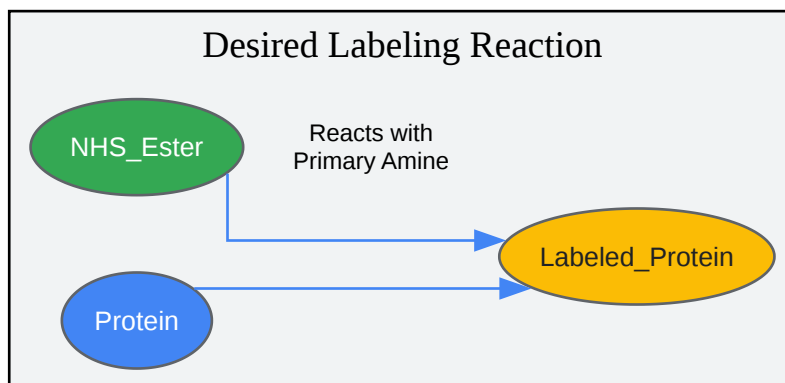 Desired Labeling Reaction
NHS_Ester
Reacts with
Primary Amine
Labeled_Protein
Protein